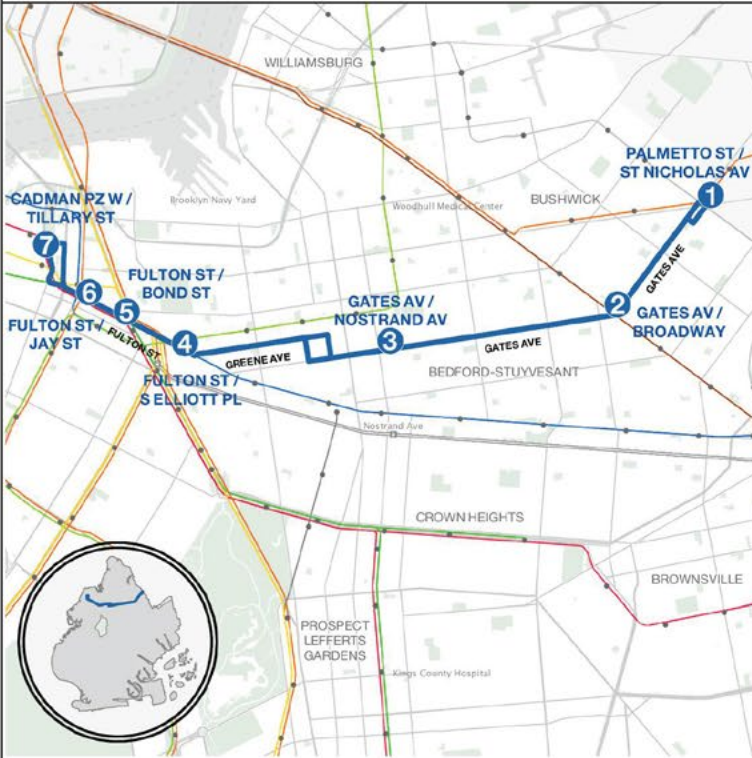 WILLIAMSBURG
PALMETTO ST /
ST NICHOLAS AV
1
BUSHWICK
Brooklyn Navy Yard
Woodhull Medical Center
CADMAN PZ W /
TILLARY ST
7
GATES AVE
FULTON ST /
BOND ST
6
5
GATES AV /
NOSTRAND AV
2
GATES AV /
BROADWAY
FULTON ST /
JAY ST
FULTON ST
4
3
GREENE AVE
GATES AVE
BEDFORD-STUYVESANT
FULTON ST /
S ELLIOTT PL
Nostrand Ave
CROWN HEIGHTS
BROWNSVILLE
PROSPECT
LEFFERTS
GARDENS
Kings County Hospital